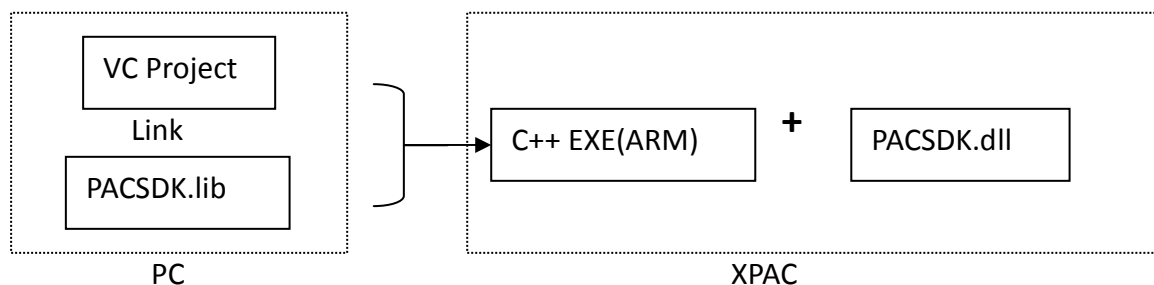 VC Project
Link
PACSDK.lib
PC
C++ EXE(ARM)
+
PACSDK.dll
XPAC